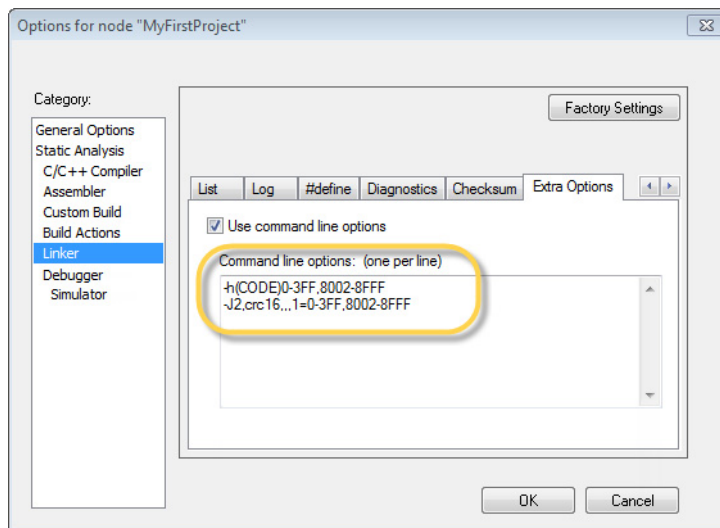 Options for node "MyFirstProject"
Category:
Factory Settings
General Options
Static Analysis
C/C++ Compiler
Assembler
Custom Build
Build Actions
Linker
Debugger
Simulator
List Log #define Diagnostics Checksum Extra Options
Use command line options
Command line options: (one per line)
-h(CODE)0-3FF,8002-8FFF
-J2,crc16,,,1=0-3FF,8002-8FFF
OK Cancel